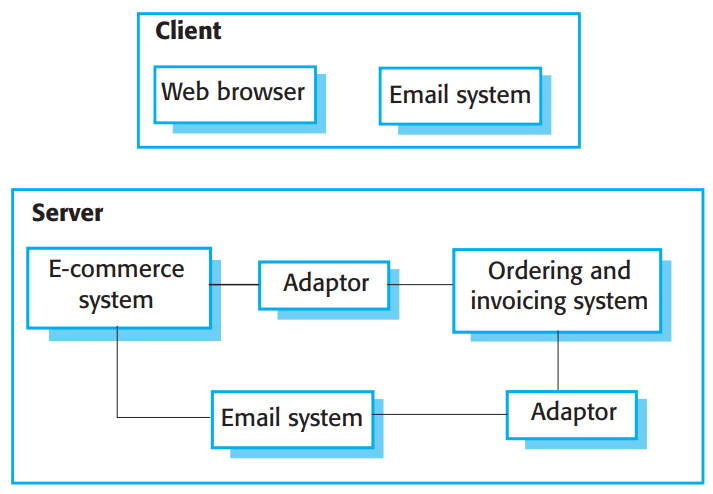 Client
Web browser
Email system
Server
E-commerce
system
Adaptor
Ordering and
invoicing system
Email system
Adaptor